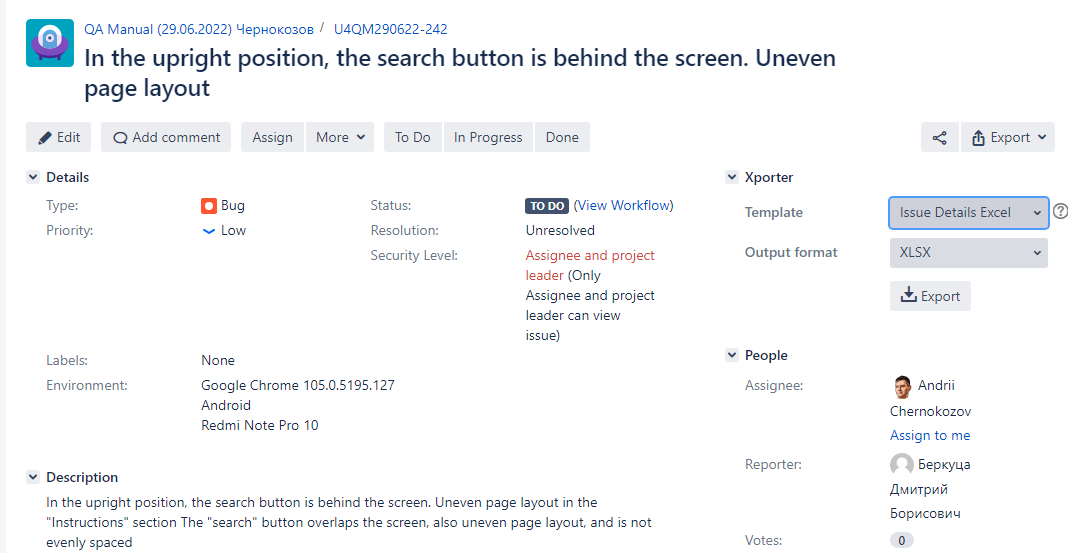 QA Manual (29.06.2022) Чернокозов / U4QM290622-242
In the upright position, the search button is behind the screen. Uneven
page layout
Edit Add comment Assign More To Do In Progress Done Export
Details
Type: Bug
Status: TO DO (View Workflow)
Priority: Low
Resolution: Unresolved
Security Level: Assignee and project
leader (Only
Assignee and project
leader can view
issue)
Labels: None
Environment: Google Chrome 105.0.5195.127
Android
Redmi Note Pro 10
Description
In the upright position, the search button is behind the screen. Uneven page layout in the
"Instructions" section The "search" button overlaps the screen, also uneven page layout, and is not
evenly spaced
Xporter
Template Issue Details Excel ?
Output format XLSX
Export
People
Assignee: Andrii
Chernokozov
Assign to me
Reporter: Беркуца
Дмитрий
Борисович
Votes: 0